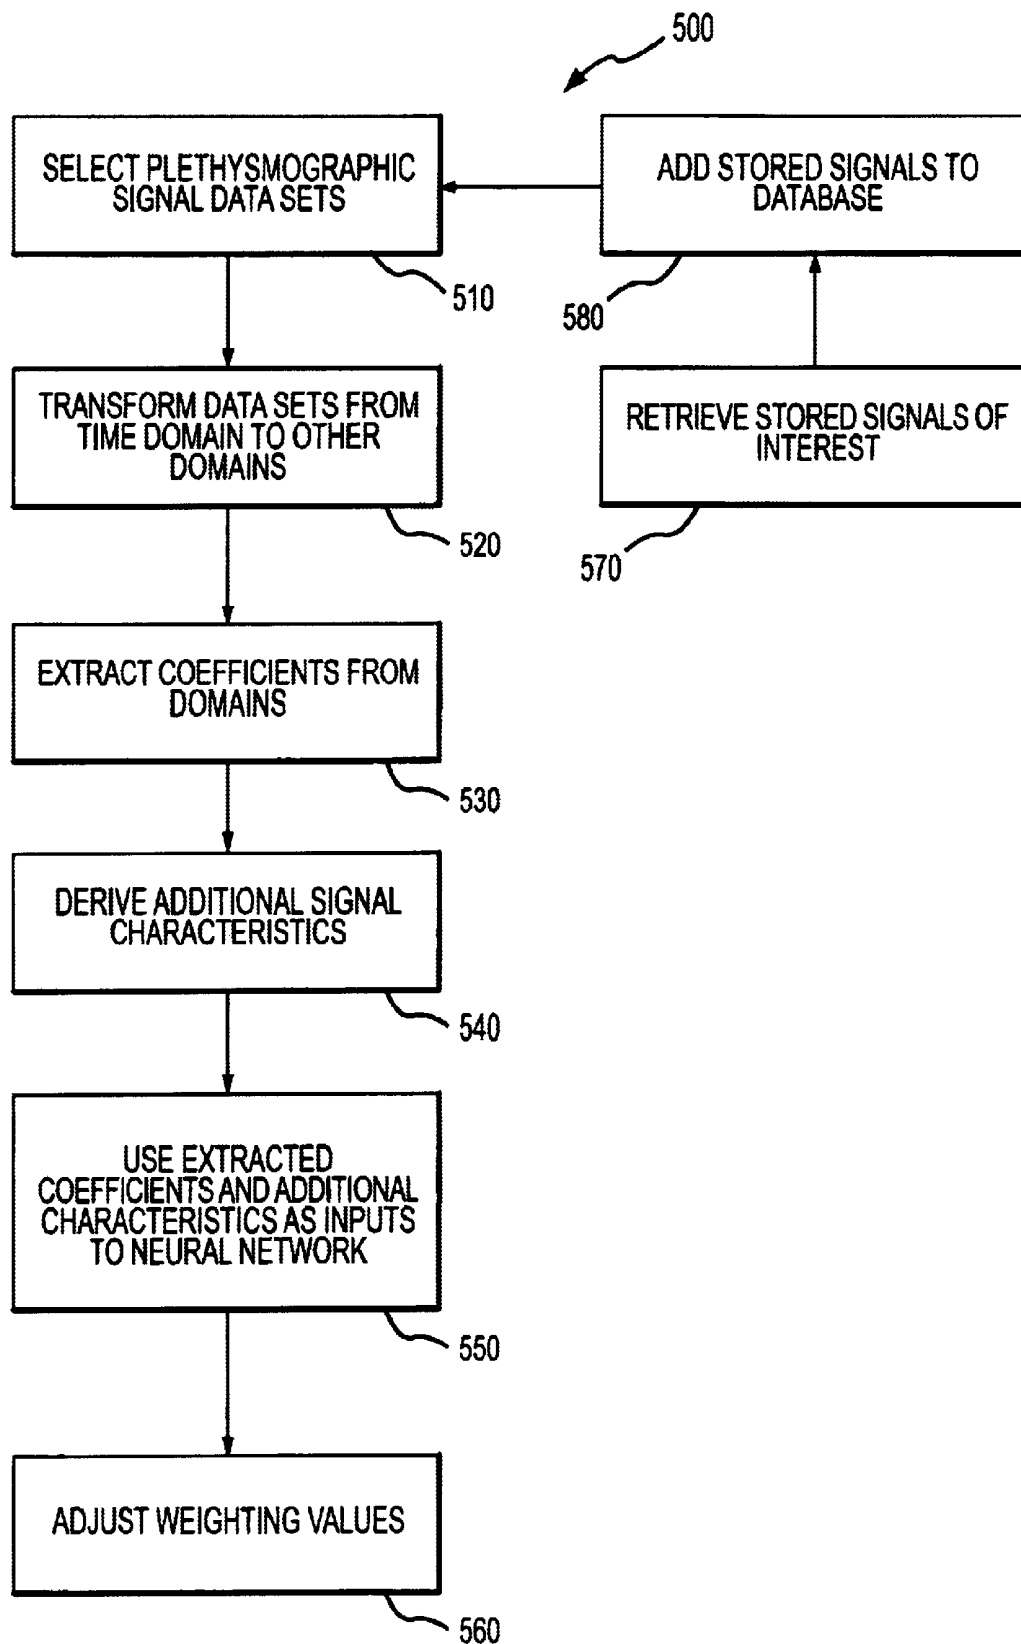 500
SELECT PLETHYSMOGRAPHIC
SIGNAL DATA SETS
510
ADD STORED SIGNALS TO
DATABASE
580
TRANSFORM DATA SETS FROM
TIME DOMAIN TO OTHER
DOMAINS
520
RETRIEVE STORED SIGNALS OF
INTEREST
570
EXTRACT COEFFICIENTS FROM
DOMAINS
530
DERIVE ADDITIONAL SIGNAL
CHARACTERISTICS
540
USE EXTRACTED
COEFFICIENTS AND ADDITIONAL
CHARACTERISTICS AS INPUTS
TO NEURAL NETWORK
550
ADJUST WEIGHTING VALUES
560